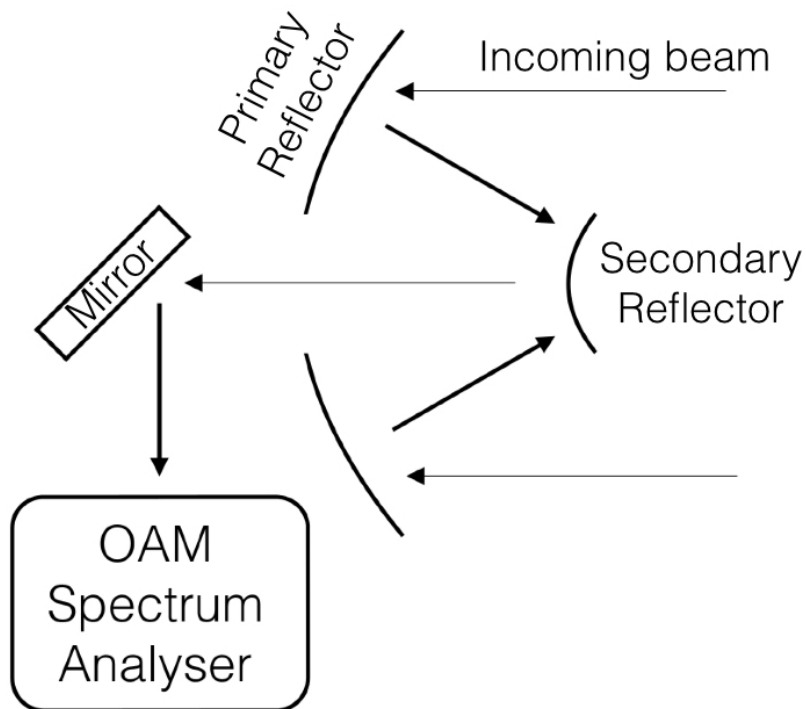 Primary
Reflector
Incoming beam
Mirror
Secondary
Reflector
OAM
Spectrum
Analyser